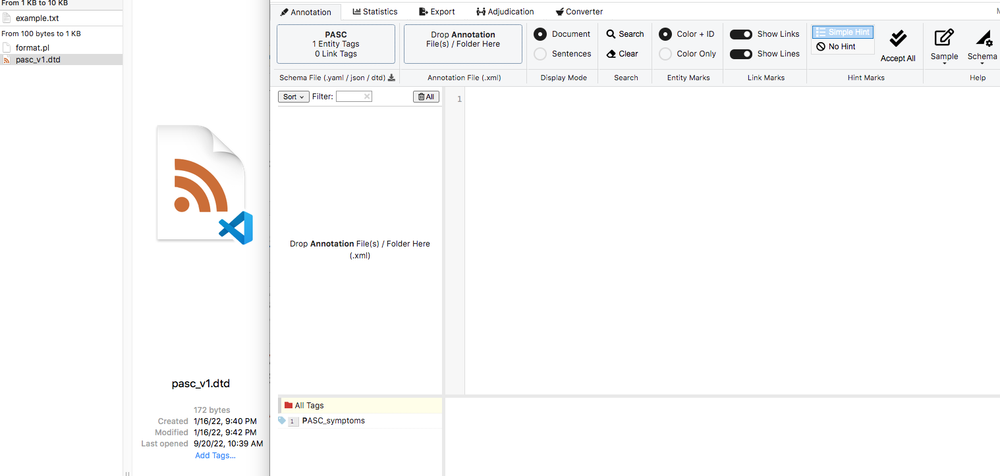 From 1 KB to 10 KB
example.txt
From 100 bytes to 1 KB
format.pl
pasc_v1.dtd
pasc_v1.dtd
172 bytes
Created 1/16/22, 9:40 PM
Modified 1/16/22, 9:42 PM
Last opened 9/20/22, 10:39 AM
Add Tags...
Annotation
Statistics
Export
Adjudication
Converter
PASC
1 Entity Tags
0 Link Tags
Schema File (.yaml / json / dtd)
Drop Annotation
File(s) / Folder Here
Annotation File (.xml)
Document
Sentences
Display Mode
Search
Clear
Search
Color + ID
Color Only
Entity Marks
Show Links
Show Lines
Link Marks
Simple Hint
No Hint
Accept All
Hint Marks
Sample
Schema
Help
Sort
Filter:
All
1
Drop Annotation File(s) / Folder Here
(.xml)
All Tags
1 PASC_symptoms